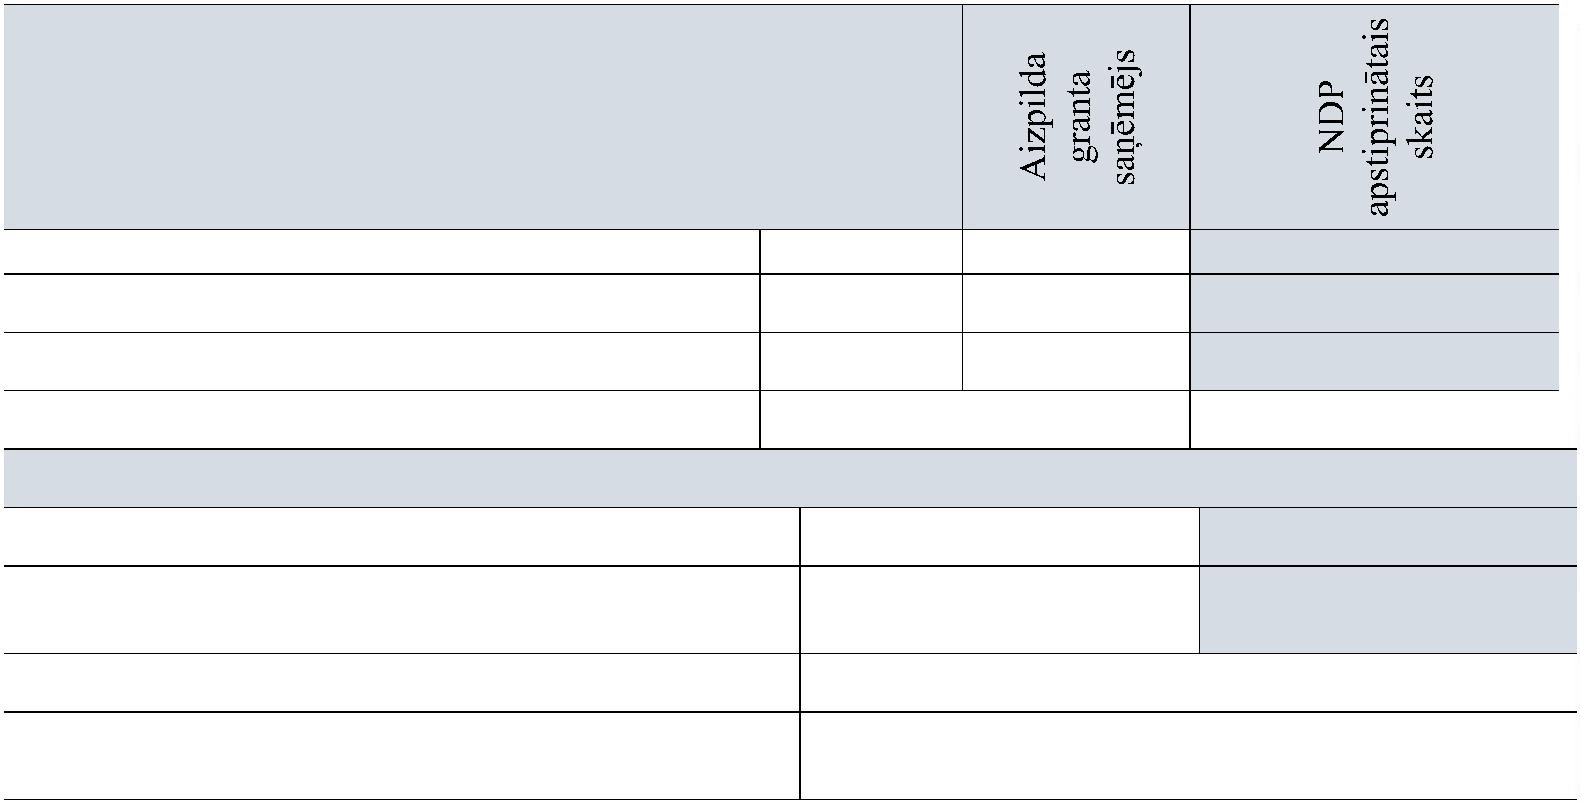 Aizpilda
granta
saņēmējs
NDP
apstiprinātais
skaits